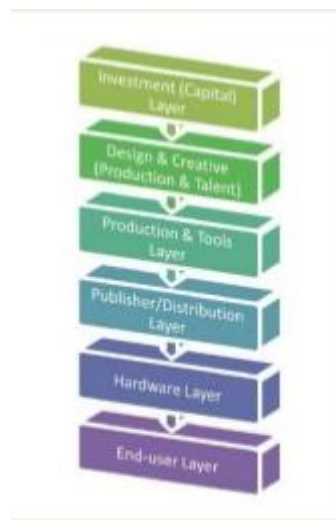 Investment (Capital)
Layer
Design & Creative
(Production & Talent)
Production & Tools
Layer
Publisher/Distribution
Layer
Hardware Layer
End-user Layer